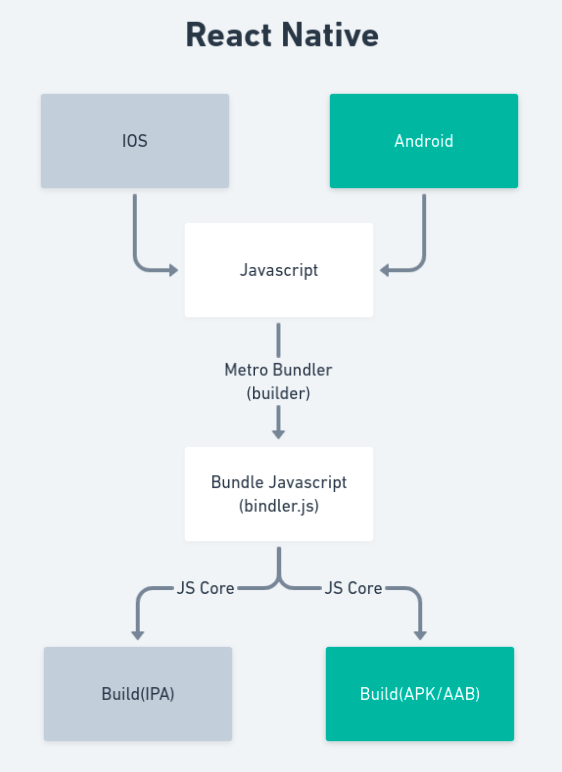 React Native
IOS
Android
Javascript
Metro Bundler
(builder)
Bundle Javascript
(bindler.js)
JS Core
JS Core
Build(IPA)
Build(APK/AAB)